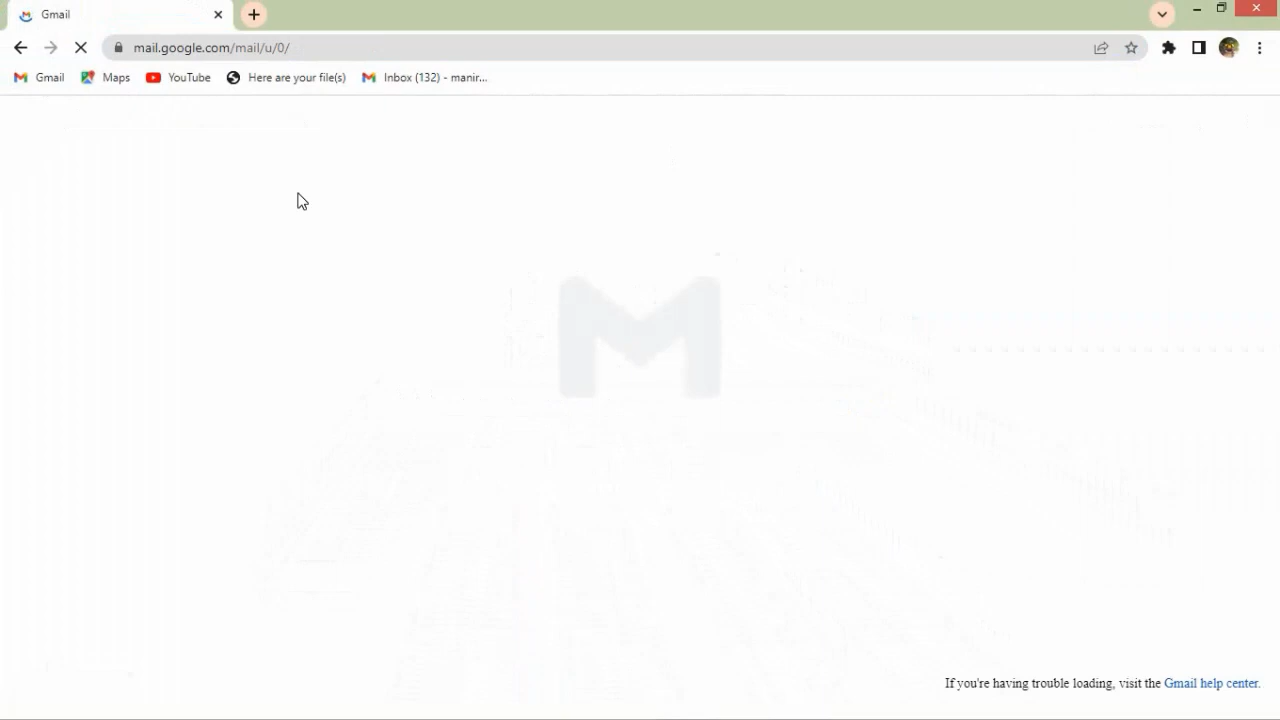 Gmail
mail.google.com/mail/u/0/
Gmail Maps YouTube Here are your file(s) Inbox (132) - manir...
If you're having trouble loading, visit the Gmail help center.